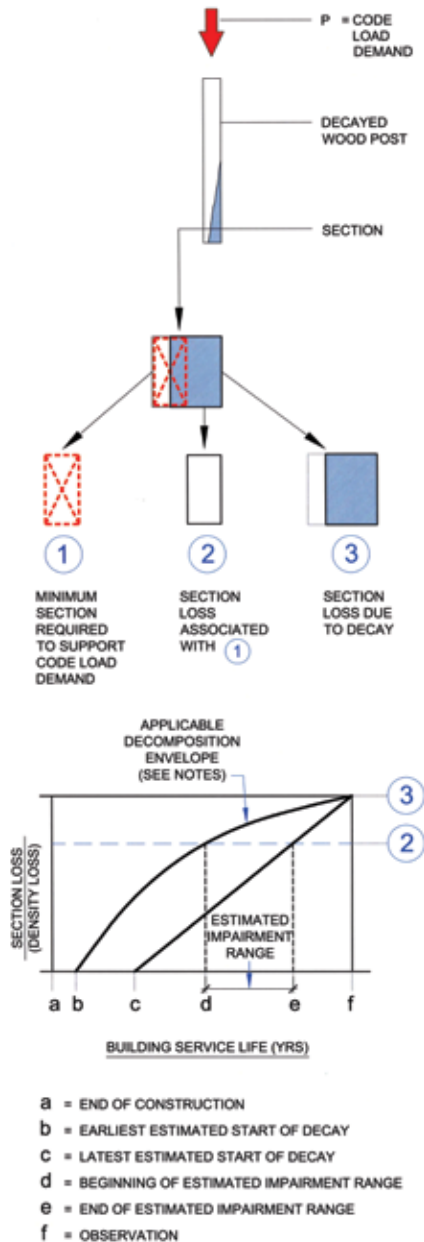 P = CODE
LOAD
DEMAND
DECAYED
WOOD POST
SECTION
1
MINIMUM
SECTION
REQUIRED
TO SUPPORT
CODE LOAD
DEMAND
2
SECTION
LOSS
ASSOCIATED
WITH 1
3
SECTION
LOSS DUE
TO DECAY
APPLICABLE
DECOMPOSITION
ENVELOPE
(SEE NOTES)
3
2
SECTION LOSS
(DENSITY LOSS)
ESTIMATED
IMPAIRMENT
RANGE
a b c d e f
BUILDING SERVICE LIFE (YRS)
a = END OF CONSTRUCTION
b = EARLIEST ESTIMATED START OF DECAY
c = LATEST ESTIMATED START OF DECAY
d = BEGINNING OF ESTIMATED IMPAIRMENT RANGE
e = END OF ESTIMATED IMPAIRMENT RANGE
f = OBSERVATION